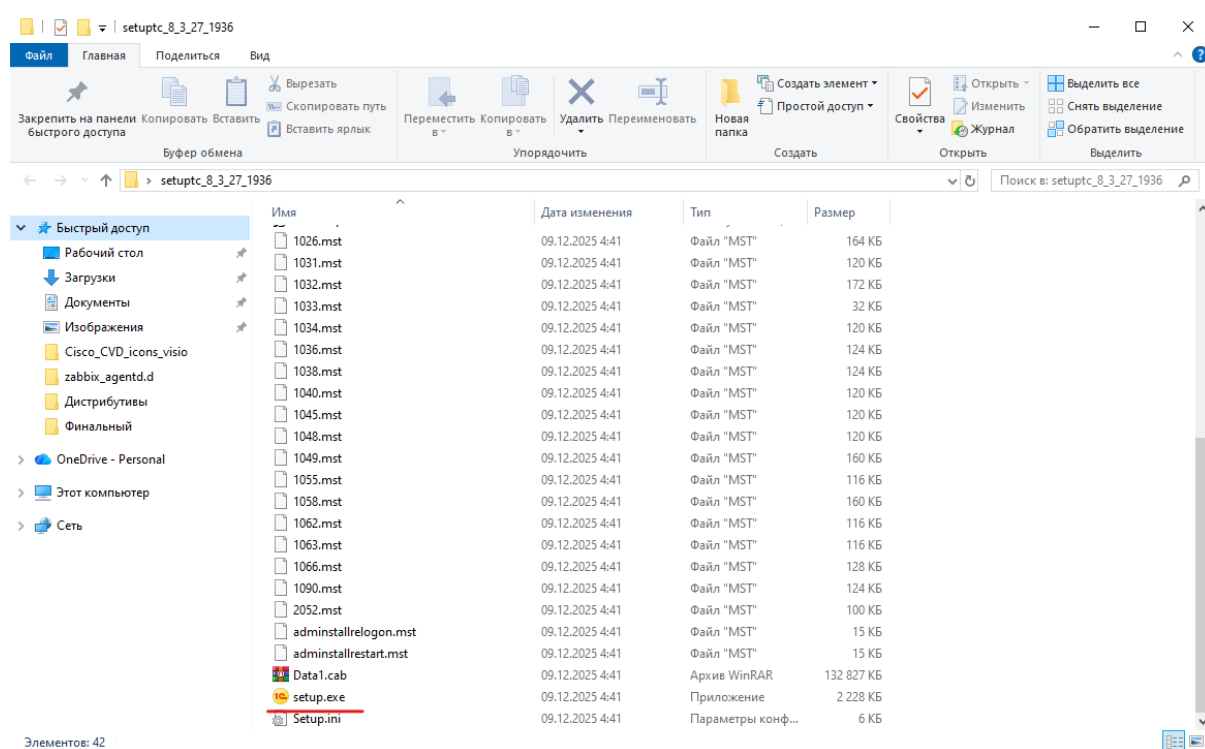 setuptc_8_3_27_1936
Файл Главная Поделиться Вид
Закрепить на панели быстрого доступа
Копировать
Вставить
Вырезать
Скопировать путь
Вставить ярлык
Буфер обмена
Переместить в
Копировать в
Удалить
Переименовать
Упорядочить
Новая папка
Создать элемент
Простой доступ
Создать
Свойства
Открыть
Изменить
Журнал
Открыть
Выделить все
Снять выделение
Обратить выделение
Выделить
setuptc_8_3_27_1936
Поиск в: setuptc_8_3_27_1936
Быстрый доступ
Рабочий стол
Загрузки
Документы
Изображения
Cisco_CVD_icons_visio
zabbix_agentd.d
Дистрибутивы
Финальный
OneDrive - Personal
Этот компьютер
Сеть
Имя Дата изменения Тип Размер
1026.mst 09.12.2025 4:41 Файл "MST" 164 КБ
1031.mst 09.12.2025 4:41 Файл "MST" 120 КБ
1032.mst 09.12.2025 4:41 Файл "MST" 172 КБ
1033.mst 09.12.2025 4:41 Файл "MST" 32 КБ
1034.mst 09.12.2025 4:41 Файл "MST" 120 КБ
1036.mst 09.12.2025 4:41 Файл "MST" 124 КБ
1038.mst 09.12.2025 4:41 Файл "MST" 124 КБ
1040.mst 09.12.2025 4:41 Файл "MST" 120 КБ
1045.mst 09.12.2025 4:41 Файл "MST" 120 КБ
1048.mst 09.12.2025 4:41 Файл "MST" 120 КБ
1049.mst 09.12.2025 4:41 Файл "MST" 160 КБ
1055.mst 09.12.2025 4:41 Файл "MST" 116 КБ
1058.mst 09.12.2025 4:41 Файл "MST" 160 КБ
1062.mst 09.12.2025 4:41 Файл "MST" 116 КБ
1063.mst 09.12.2025 4:41 Файл "MST" 116 КБ
1066.mst 09.12.2025 4:41 Файл "MST" 128 КБ
1090.mst 09.12.2025 4:41 Файл "MST" 124 КБ
2052.mst 09.12.2025 4:41 Файл "MST" 100 КБ
adminstallrelogon.mst 09.12.2025 4:41 Файл "MST" 15 КБ
adminstallrestart.mst 09.12.2025 4:41 Файл "MST" 15 КБ
Data1.cab 09.12.2025 4:41 Архив WinRAR 132 827 КБ
setup.exe 09.12.2025 4:41 Приложение 2 228 КБ
Setup.ini 09.12.2025 4:41 Параметры конф... 6 КБ
Элементов: 42